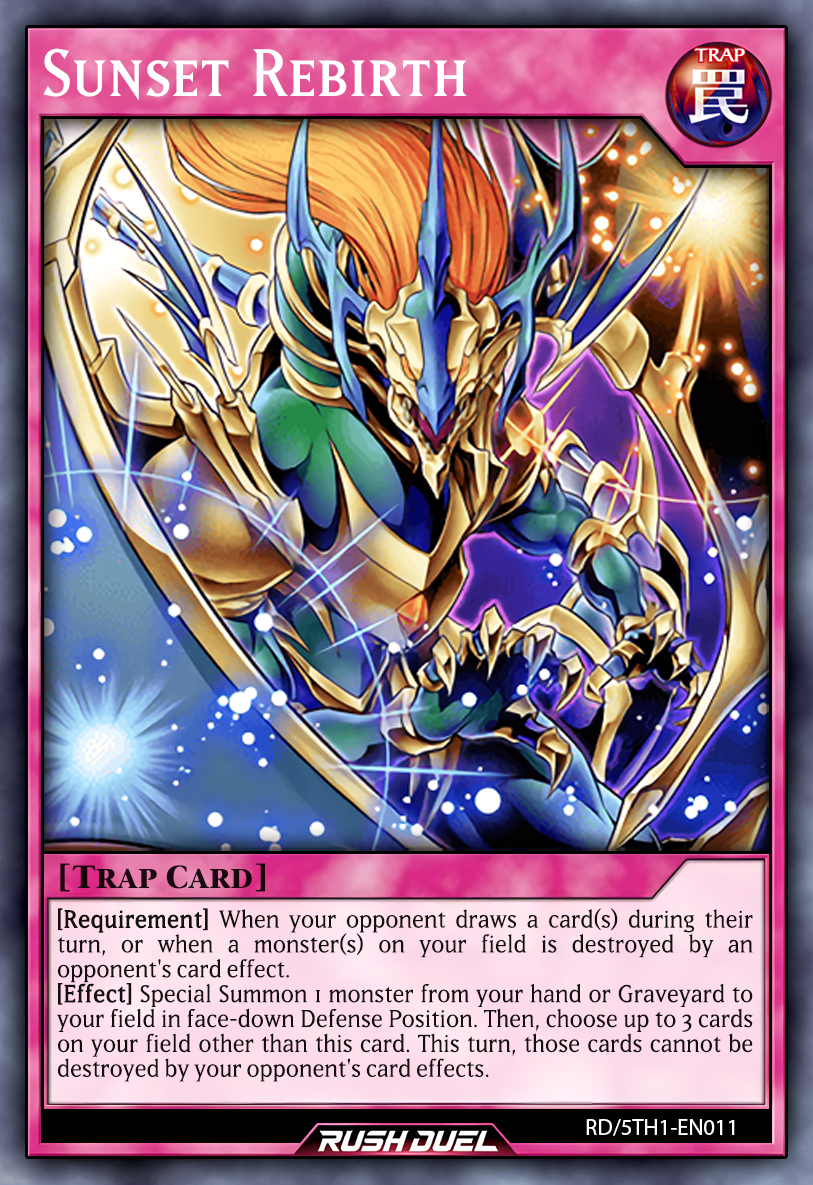 Sunset Rebirth
TRAP
罠
[Trap Card]
[Requirement] When your opponent draws a card(s) during their
turn, or when a monster(s) on your field is destroyed by an
opponent's card effect.
[Effect] Special Summon 1 monster from your hand or Graveyard to
your field in face-down Defense Position. Then, choose up to 3 cards
on your field other than this card. This turn, those cards cannot be
destroyed by your opponent's card effects.
RD/5TH1-EN011
RUSH DUEL